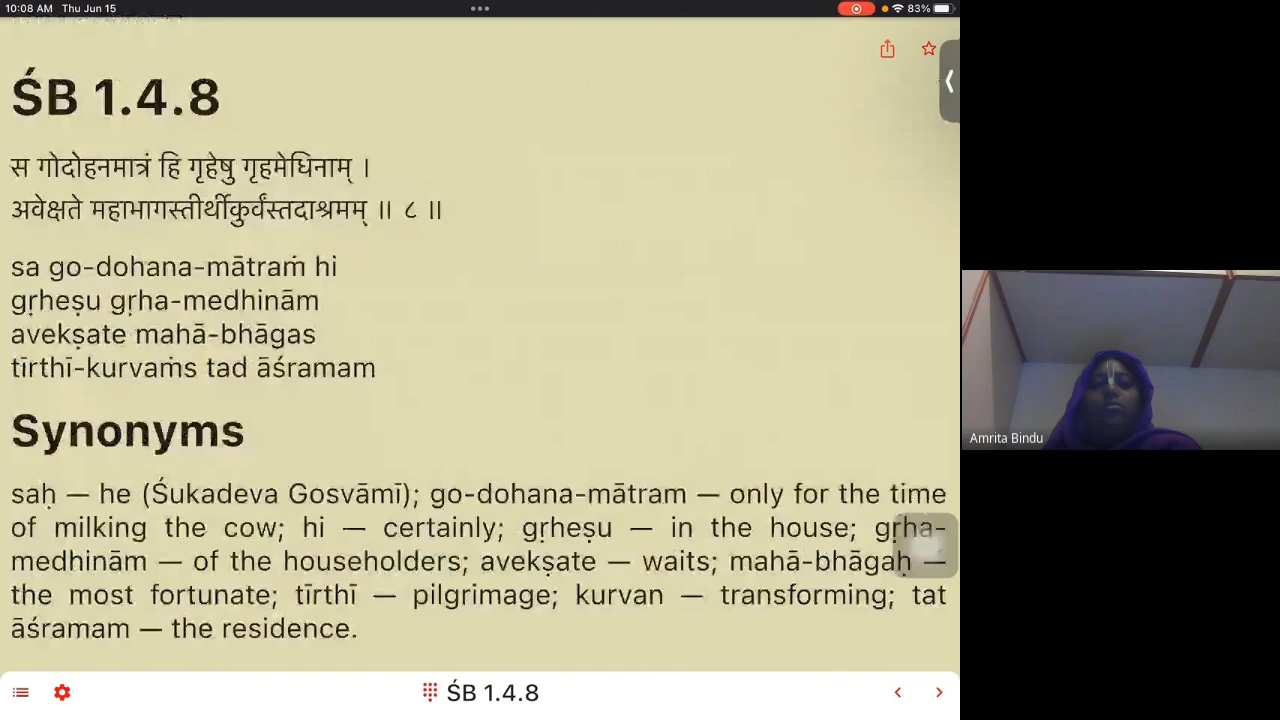 10:08 AM Thu Jun 15
83%
ŚB 1.4.8
स गोदोहनमात्रं हि गृहेषु गृहमेधिनाम् ।
अवेक्षते महाभागस्तीर्थीकुर्वंस्तदाश्रमम् ॥ ८ ॥
sa go-dohana-mātraṁ hi
gṛheṣu gṛha-medhinām
avekṣate mahā-bhāgas
tīrthī-kurvaṁs tad āśramam
Synonyms
saḥ — he (Śukadeva Gosvāmī); go-dohana-mātram — only for the time
of milking the cow; hi — certainly; gṛheṣu — in the house; gṛha-
medhinām — of the householders; avekṣate — waits; mahā-bhāgaḥ —
the most fortunate; tīrthī — pilgrimage; kurvan — transforming; tat
āśramam — the residence.
ŚB 1.4.8
Amrita Bindu